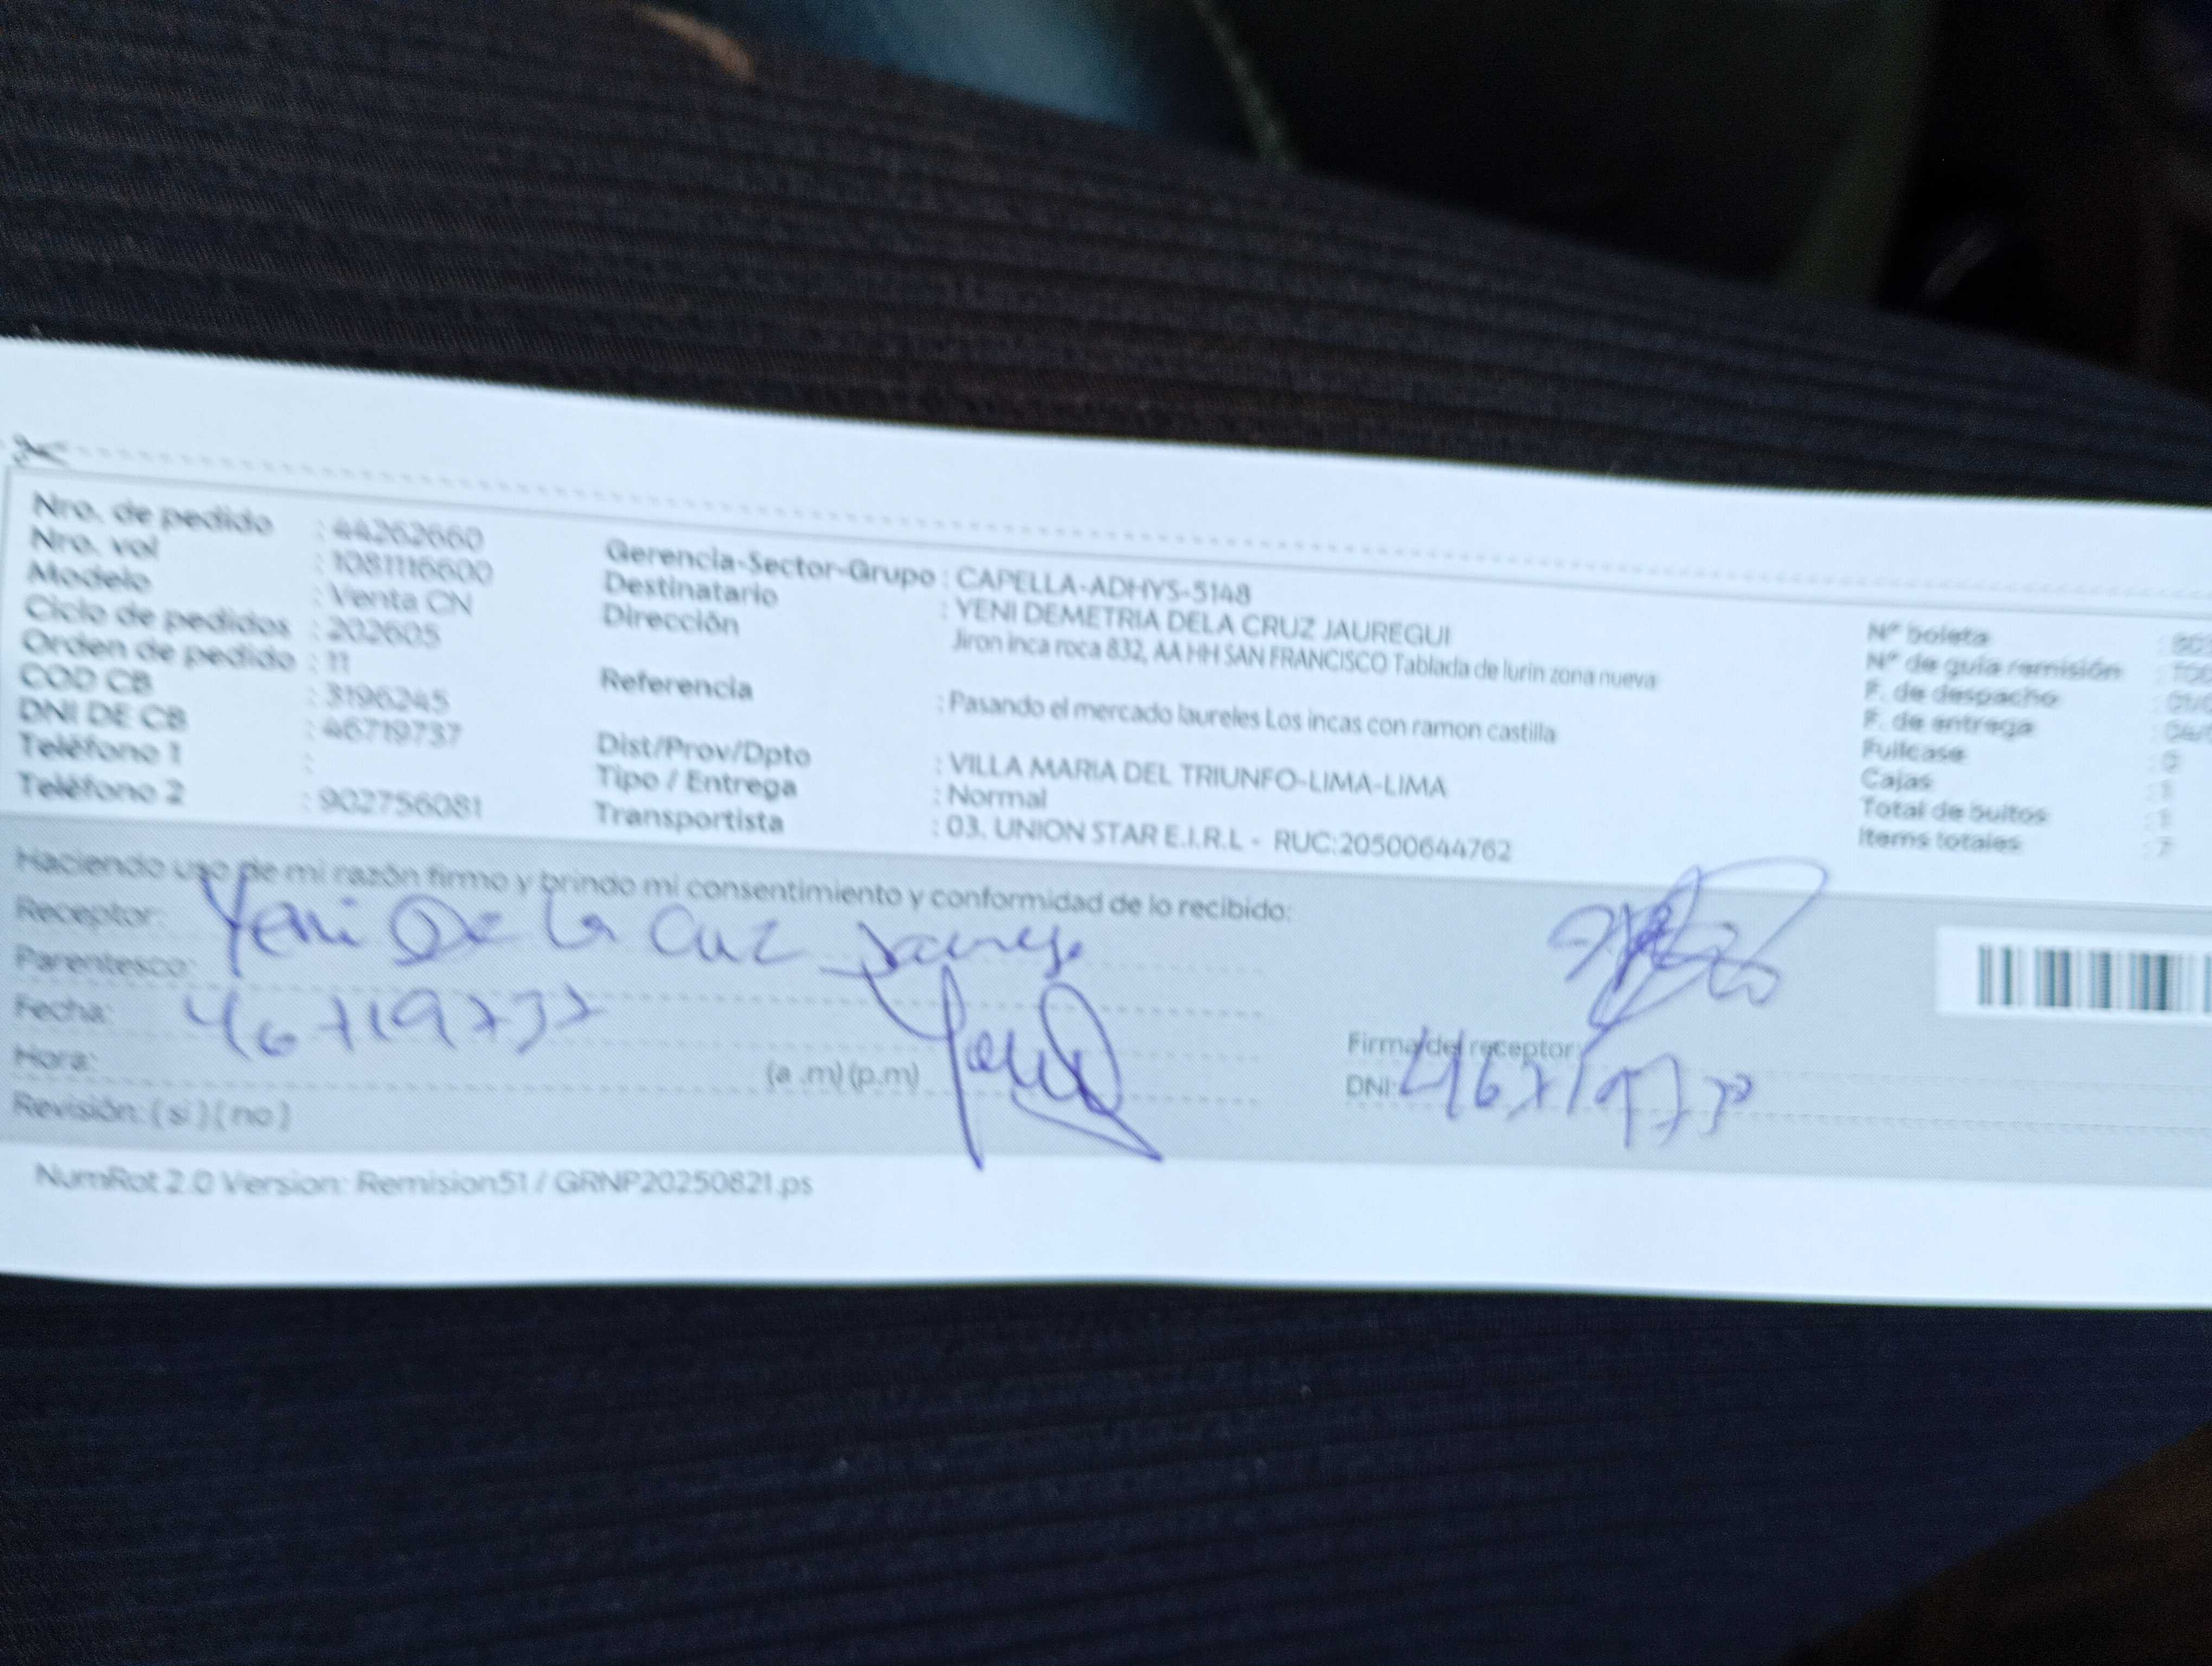 Nro. de pedido : 44262660
Nro. vol : 1081116600
Modelo : Venta CN
Ciclo de pedidos : 202605
Orden de pedido : 11
COD CB : 3196245
DNI DE CB : 46719737
Teléfono 1 :
Teléfono 2 : 902756081
Gerencia-Sector-Grupo : CAPELLA-ADHYS-5148
Destinatario : YENI DEMETRIA DELA CRUZ JAUREGUI
Dirección Jiron inca roca 832, AA HH SAN FRANCISCO Tablada de lurin zona nueva
Referencia : Pasando el mercado laureles Los incas con ramon castilla
Dist/Prov/Dpto : VILLA MARIA DEL TRIUNFO-LIMA-LIMA
Tipo / Entrega : Normal
Transportista : 03. UNION STAR E.I.R.L - RUC:20500644762
Nº boleta :
Nº de guía remisión :
F. de despacho :
F. de entrega :
Fullcase : 0
Cajas : 1
Total de bultos : 1
Items totales : 7
Haciendo uso de mi razón firmo y brindo mi consentimiento y conformidad de lo recibido:
Receptor: Yeni De la Cruz
Parentesco:
Fecha: 46719737
Hora: (a .m) (p.m)
Revisión: ( si ) ( no )
Firma del receptor:
DNI: 46719737
NumRot 2.0 Version: Remision51 / GRNP20250821.ps